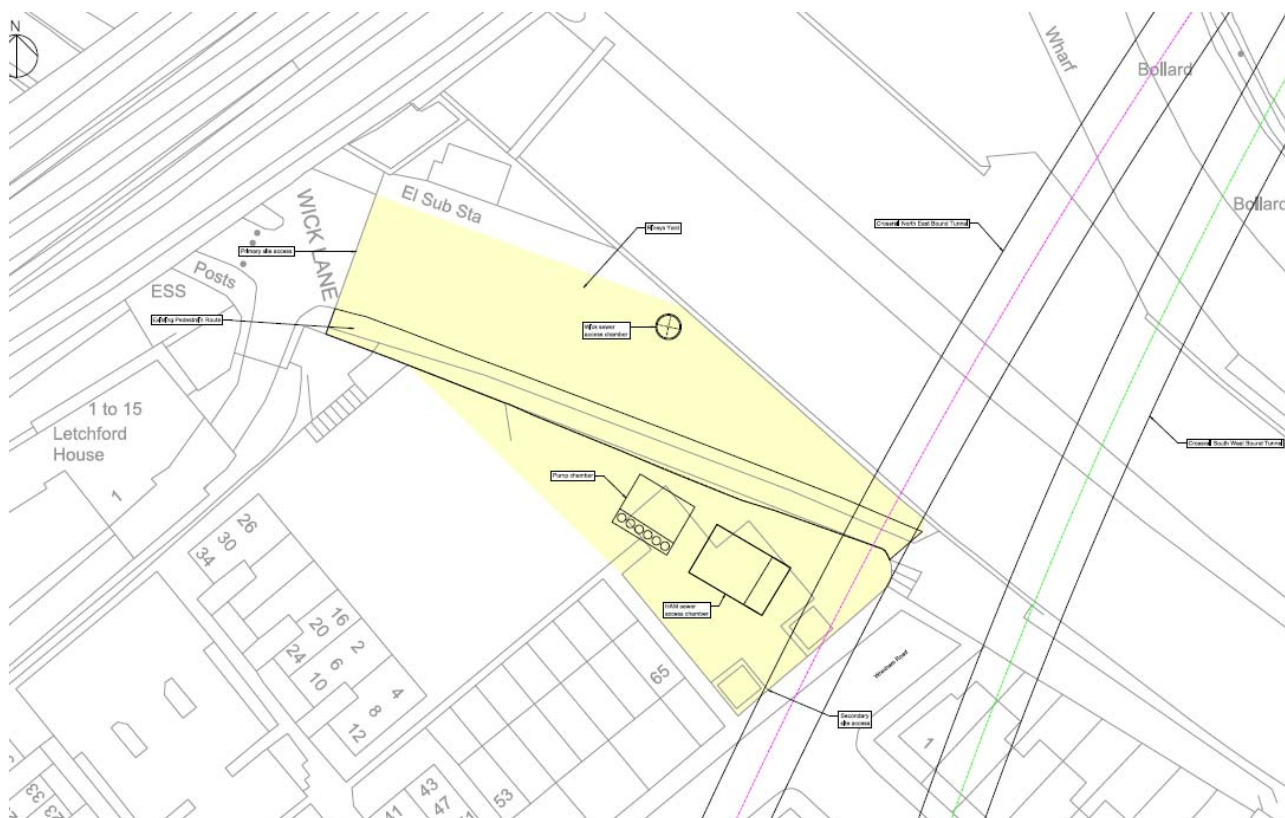 N
Wharf
Bollard
Bollard
El Sub Sta
WICK LANE
Posts
ESS
Primary site access
Existing Pedestrian Route
Crossrail North East Bound Tunnel
Wick sewer
access chamber
Crossrail South West Bound Tunnel
1 to 15
Letchford
House
1
Pump chamber
HAM sewer
access chamber
Secondary
site access
Wrexham Road
26
30
34
16
20
24
2
6
10
4
8
12
65
1
43
47
53
41
33